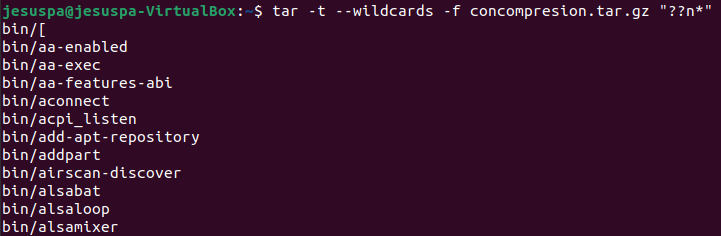 jesuspa@jesuspa-VirtualBox:~$ tar -t --wildcards -f concompresion.tar.gz "??n*"
bin/[
bin/aa-enabled
bin/aa-exec
bin/aa-features-abi
bin/aconnect
bin/acpi_listen
bin/add-apt-repository
bin/addpart
bin/airscan-discover
bin/alsabat
bin/alsaloop
bin/alsamixer